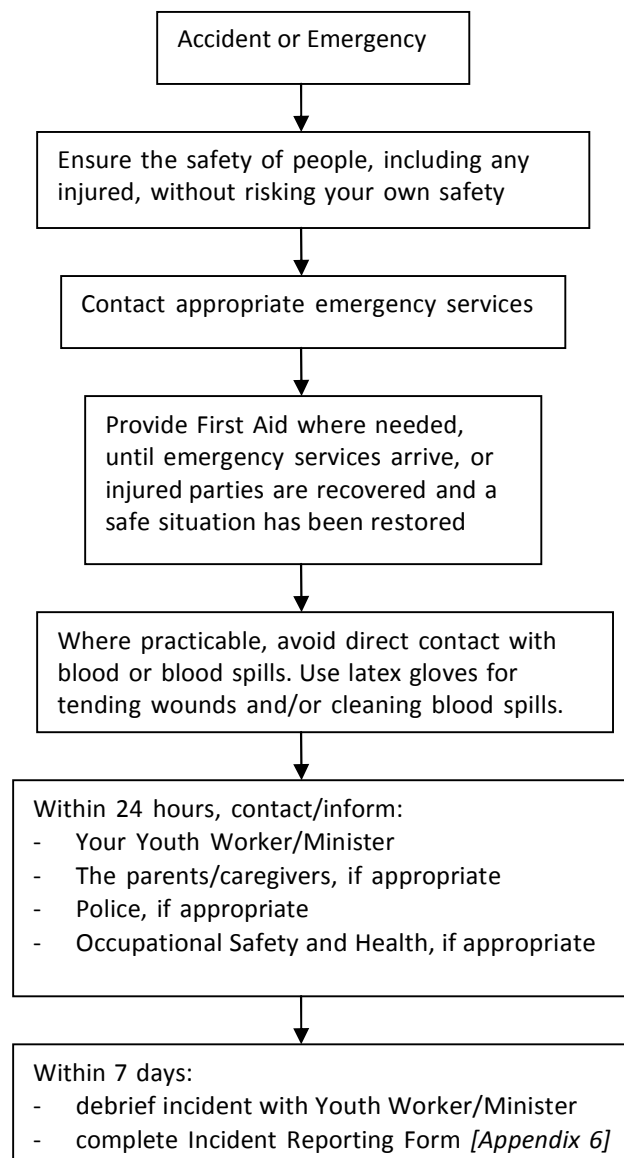 Accident or Emergency
Ensure the safety of people, including any
injured, without risking your own safety
Contact appropriate emergency services
Provide First Aid where needed,
until emergency services arrive, or
injured parties are recovered and a
safe situation has been restored
Where practicable, avoid direct contact with
blood or blood spills. Use latex gloves for
tending wounds and/or cleaning blood spills.
Within 24 hours, contact/inform:
- Your Youth Worker/Minister
- The parents/caregivers, if appropriate
- Police, if appropriate
- Occupational Safety and Health, if appropriate
Within 7 days:
- debrief incident with Youth Worker/Minister
- complete Incident Reporting Form [Appendix 6]